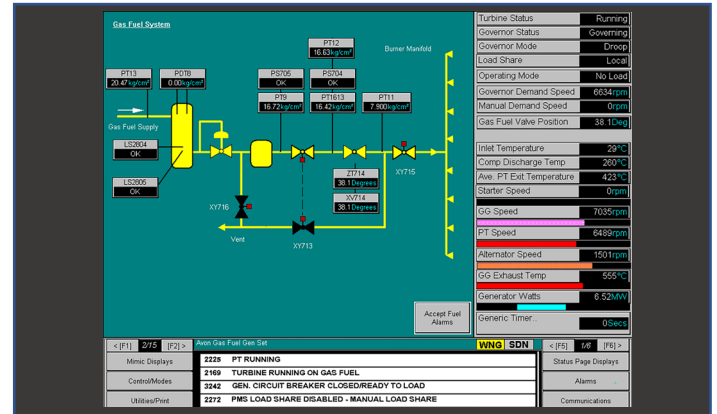 Gas Fuel System
PT12
16.63kg/cm²
Burner Manifold
PT13
20.47kg/cm²
PDT8
0.00kg/cm²
PS705
OK
PS704
OK
PT9
16.72kg/cm²
PT1613
16.42kg/cm²
PT11
7.900kg/cm²
Gas Fuel Supply
LS2804
OK
LS2805
OK
ZT714
38.1Degrees
XV714
38.1Degrees
XY715
XY716
Vent
XY713
Accept Fuel
Alarms
Turbine Status Running
Governor Status Governing
Governor Mode Droop
Load Share Local
Operating Mode No Load
Governor Demand Speed 6634rpm
Manual Demand Speed 0rpm
Gas Fuel Valve Position 38.1Deg
Inlet Temperature 29°C
Comp Discharge Temp 260°C
Ave. PT Exit Temperature 423°C
Starter Speed 0rpm
GG Speed 7035rpm
PT Speed 6489rpm
Alternator Speed 1501rpm
GG Exhaust Temp 555°C
Generator Watts 6.52MW
Generic Timer... 0Secs
< [F1] 2/15 [F2] > Avon Gas Fuel Gen Set WNG SDN < [F5] 1/6 [F6] >
Mimic Displays 2225 PT RUNNING Status Page Displays
2169 TURBINE RUNNING ON GAS FUEL
Control/Modes Alarms
3242 GEN. CIRCUIT BREAKER CLOSED/READY TO LOAD
Utilities/Print 2272 PMS LOAD SHARE DISABLED - MANUAL LOAD SHARE Communications